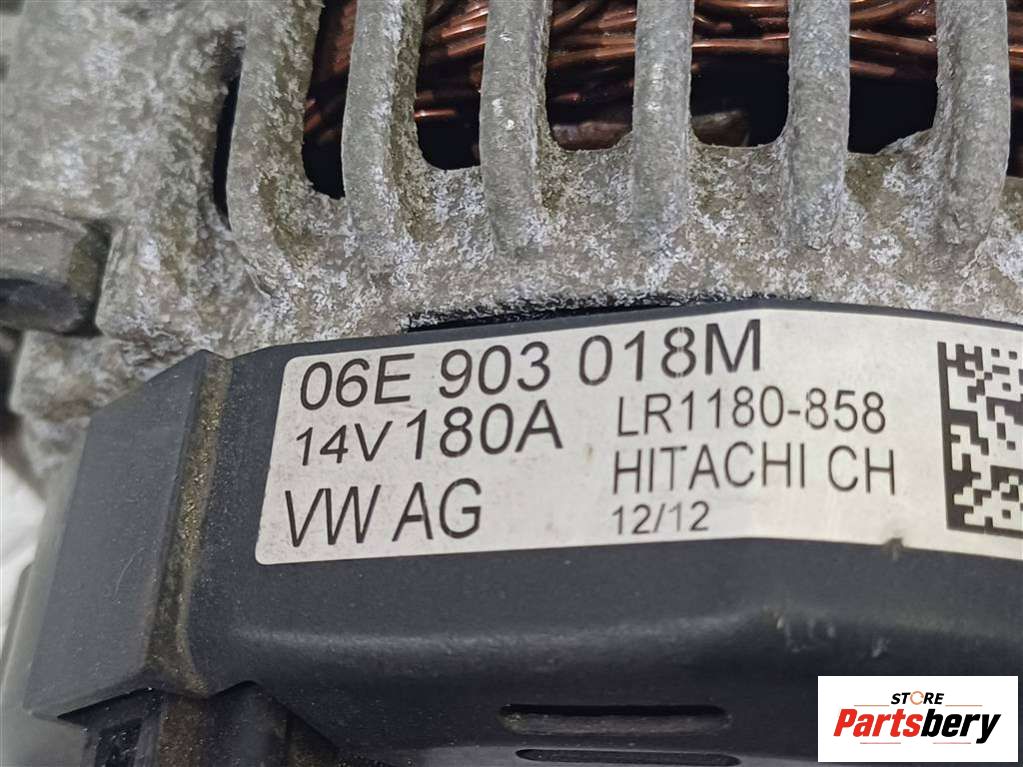 06E 903 018M
14V 180A LR1180-858
VW AG HITACHI CH
12/12
STORE
Partsbery